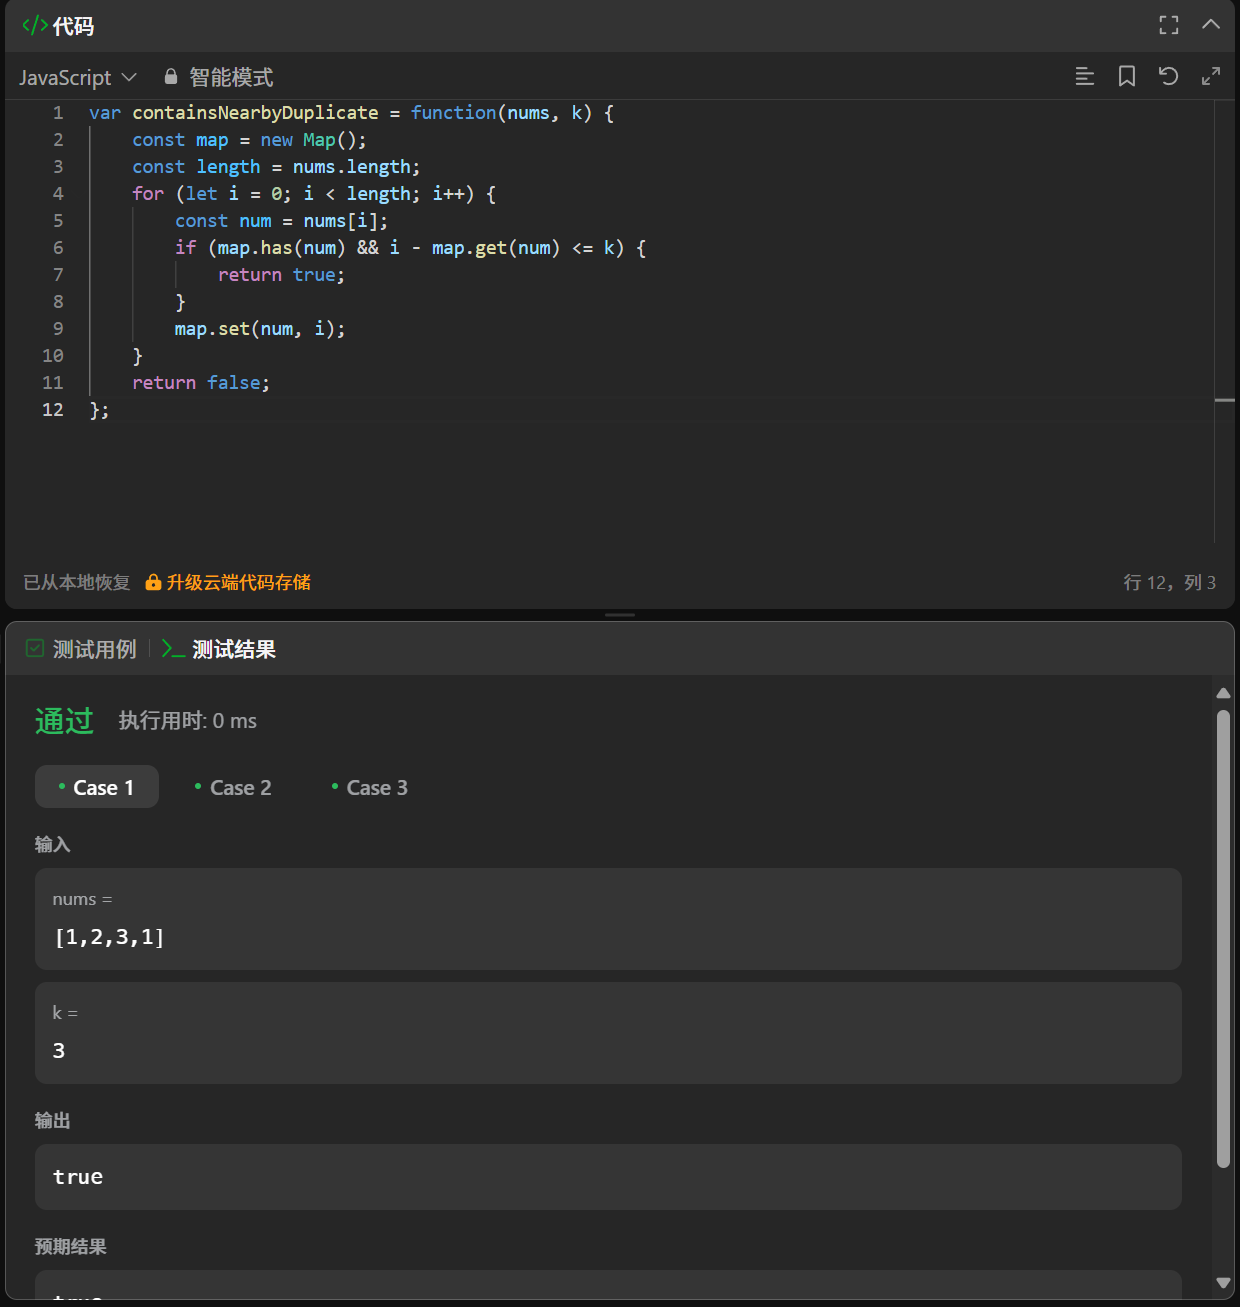 代码
JavaScript 智能模式
1 var containsNearbyDuplicate = function(nums, k) {
2     const map = new Map();
3     const length = nums.length;
4     for (let i = 0; i < length; i++) {
5         const num = nums[i];
6         if (map.has(num) && i - map.get(num) <= k) {
7             return true;
8         }
9         map.set(num, i);
10     }
11     return false;
12 };
已从本地恢复 升级云端代码存储 行 12，列 3
测试用例 测试结果
通过 执行用时: 0 ms
Case 1 Case 2 Case 3
输入
nums =
[1,2,3,1]
k =
3
输出
true
预期结果
true